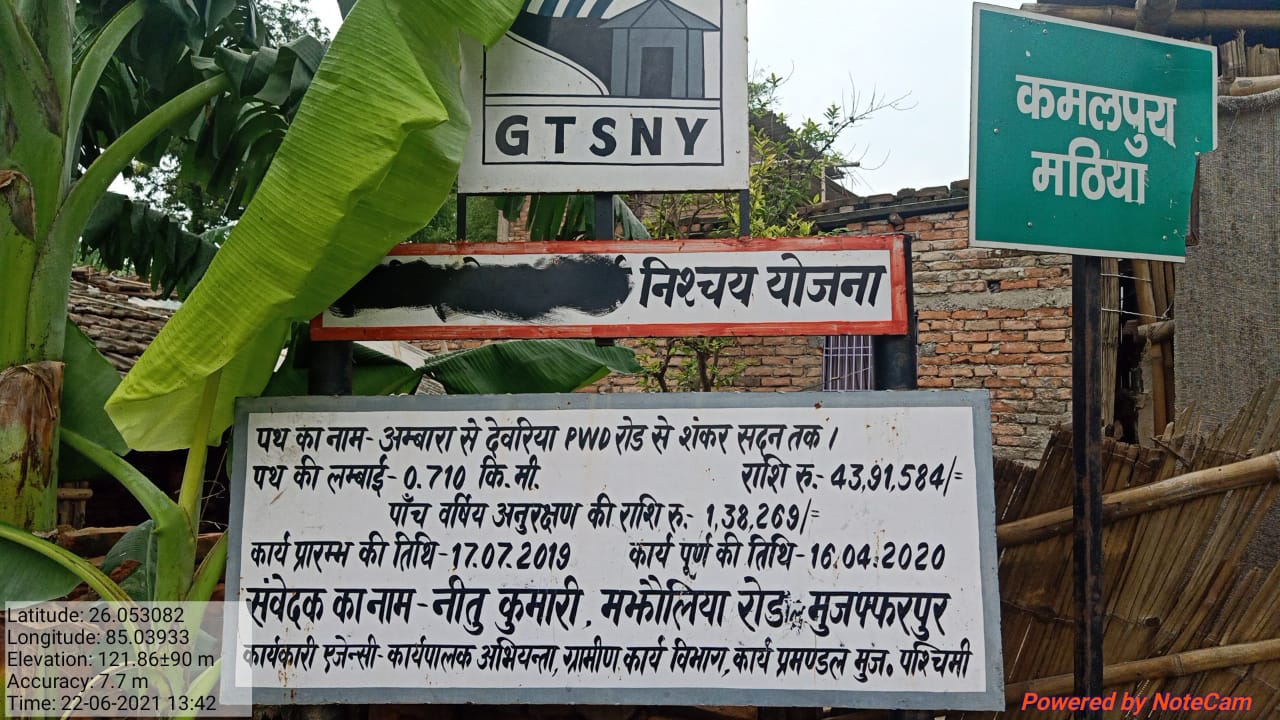 GTSNY
कमलपुरा
मठिया
निश्चय योजना
पथ का नाम- अम्बारा से देवरिया PWD रोड से शंकर सदन तक।
पथ की लम्बाई- 0.710 कि.मी. राशि रु.- 43,91,584/=
पाँच वर्षिय अनुरक्षण की राशि रु.- 1,38,269/=
कार्य प्रारम्भ की तिथि-17.07.2019 कार्य पूर्ण की तिथि-16.04.2020
संवेदक का नाम-नीतु कुमारी, मझौलिया रोड, मुजफ्फरपुर
कार्यकारी एजेन्सी-कार्यपालक अभियन्ता, ग्रामीण कार्य विभाग, कार्य प्रमण्डल मुज० पश्चिमी
Latitude: 26.053082
Longitude: 85.03933
Elevation: 121.86±90 m
Accuracy: 7.7 m
Time: 22-06-2021 13:42
Powered by NoteCam